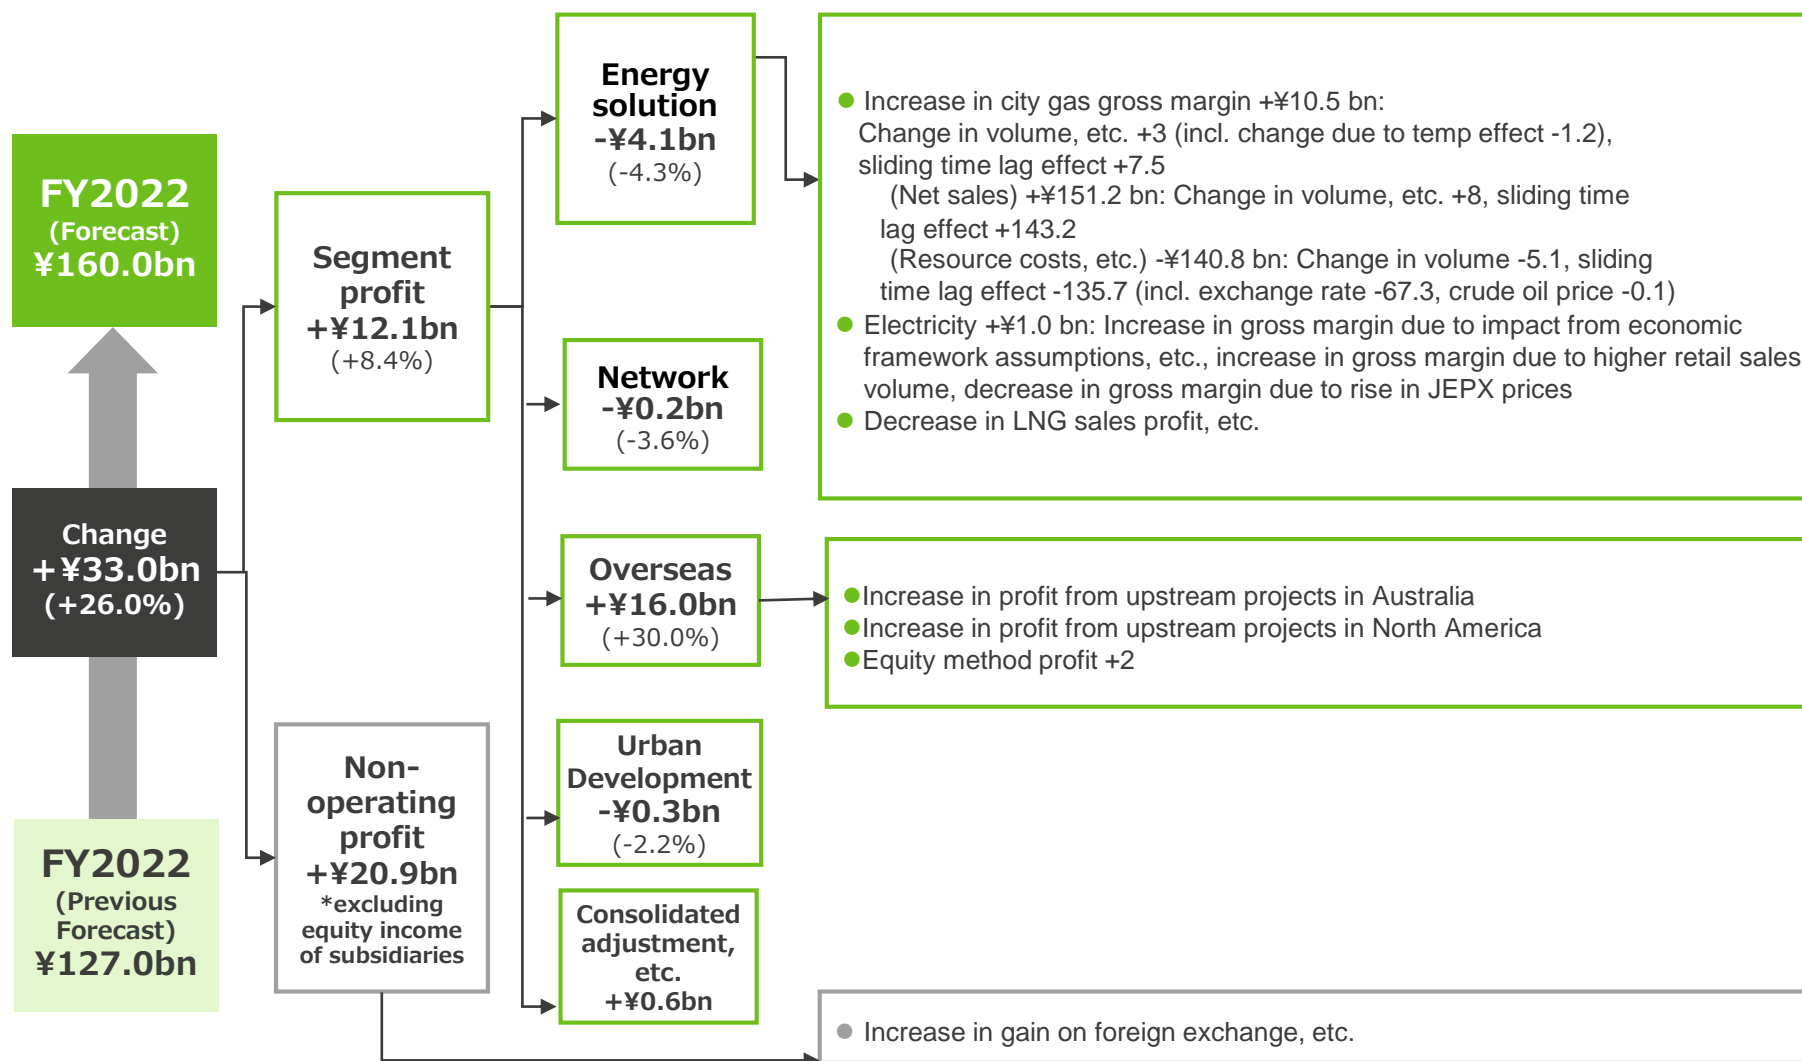 FY2022
(Forecast)
¥160.0bn
Change
+¥33.0bn
(+26.0%)
FY2022
(Previous
Forecast)
¥127.0bn
Segment
profit
+¥12.1bn
(+8.4%)
Non-
operating
profit
+¥20.9bn
*excluding
equity income
of subsidiaries
Energy
solution
-¥4.1bn
(-4.3%)
Network
-¥0.2bn
(-3.6%)
Overseas
+¥16.0bn
(+30.0%)
Urban
Development
-¥0.3bn
(-2.2%)
Consolidated
adjustment,
etc.
+¥0.6bn
● Increase in city gas gross margin +¥10.5 bn:
Change in volume, etc. +3 (incl. change due to temp effect -1.2),
sliding time lag effect +7.5
(Net sales) +¥151.2 bn: Change in volume, etc. +8, sliding time
lag effect +143.2
(Resource costs, etc.) -¥140.8 bn: Change in volume -5.1, sliding
time lag effect -135.7 (incl. exchange rate -67.3, crude oil price -0.1)
● Electricity +¥1.0 bn: Increase in gross margin due to impact from economic
framework assumptions, etc., increase in gross margin due to higher retail sales
volume, decrease in gross margin due to rise in JEPX prices
● Decrease in LNG sales profit, etc.
● Increase in profit from upstream projects in Australia
● Increase in profit from upstream projects in North America
● Equity method profit +2
● Increase in gain on foreign exchange, etc.